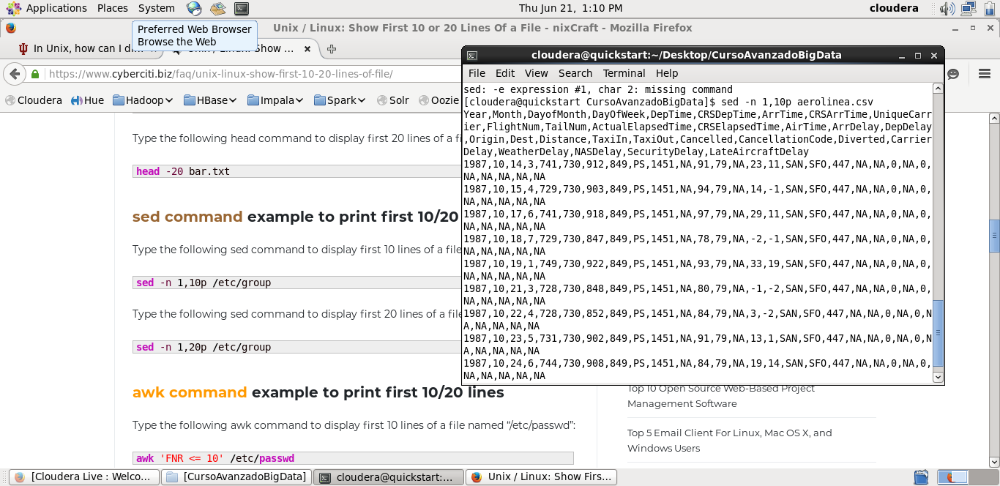 Applications Places System Thu Jun 21, 1:10 PM cloudera
Preferred Web Browser
Browse the Web
Unix / Linux: Show First 10 or 20 Lines Of a File - nixCraft - Mozilla Firefox
In Unix, how can I d... Unix / Linux: Show ...
https://www.cyberciti.biz/faq/unix-linux-show-first-10-20-lines-of-file/
Cloudera Hue Hadoop HBase Impala Spark Solr Oozie
Type the following head command to display first 20 lines of a fi
head -20 bar.txt
sed command example to print first 10/20
Type the following sed command to display first 10 lines of a file
sed -n 1,10p /etc/group
Type the following sed command to display first 20 lines of a file
sed -n 1,20p /etc/group
awk command example to print first 10/20 lines
Type the following awk command to display first 10 lines of a file named “/etc/passwd”:
awk 'FNR <= 10' /etc/passwd
cloudera@quickstart:~/Desktop/CursoAvanzadoBigData
File Edit View Search Terminal Help
sed: -e expression #1, char 2: missing command
[cloudera@quickstart CursoAvanzadoBigData]$ sed -n 1,10p aerolinea.csv
Year,Month,DayofMonth,DayOfWeek,DepTime,CRSDepTime,ArrTime,CRSArrTime,UniqueCarr
ier,FlightNum,TailNum,ActualElapsedTime,CRSElapsedTime,AirTime,ArrDelay,DepDelay
,Origin,Dest,Distance,TaxiIn,TaxiOut,Cancelled,CancellationCode,Diverted,Carrier
Delay,WeatherDelay,NASDelay,SecurityDelay,LateAircraftDelay
1987,10,14,3,741,730,912,849,PS,1451,NA,91,79,NA,23,11,SAN,SFO,447,NA,NA,0,NA,0,
NA,NA,NA,NA,NA
1987,10,15,4,729,730,903,849,PS,1451,NA,94,79,NA,14,-1,SAN,SFO,447,NA,NA,0,NA,0,
NA,NA,NA,NA,NA
1987,10,17,6,741,730,918,849,PS,1451,NA,97,79,NA,29,11,SAN,SFO,447,NA,NA,0,NA,0,
NA,NA,NA,NA,NA
1987,10,18,7,729,730,847,849,PS,1451,NA,78,79,NA,-2,-1,SAN,SFO,447,NA,NA,0,NA,0,
NA,NA,NA,NA,NA
1987,10,19,1,749,730,922,849,PS,1451,NA,93,79,NA,33,19,SAN,SFO,447,NA,NA,0,NA,0,
NA,NA,NA,NA,NA
1987,10,21,3,728,730,848,849,PS,1451,NA,80,79,NA,-1,-2,SAN,SFO,447,NA,NA,0,NA,0,
NA,NA,NA,NA,NA
1987,10,22,4,728,730,852,849,PS,1451,NA,84,79,NA,3,-2,SAN,SFO,447,NA,NA,0,NA,0,N
A,NA,NA,NA,NA
1987,10,23,5,731,730,902,849,PS,1451,NA,91,79,NA,13,1,SAN,SFO,447,NA,NA,0,NA,0,N
A,NA,NA,NA,NA
1987,10,24,6,744,730,908,849,PS,1451,NA,84,79,NA,19,14,SAN,SFO,447,NA,NA,0,NA,0,
NA,NA,NA,NA,NA
Top 10 Open Source Web-Based Project
Management Software
Top 5 Email Client For Linux, Mac OS X, and
Windows Users
[Cloudera Live : Welco... [CursoAvanzadoBigData] cloudera@quickstart:... Unix / Linux: Show Firs...